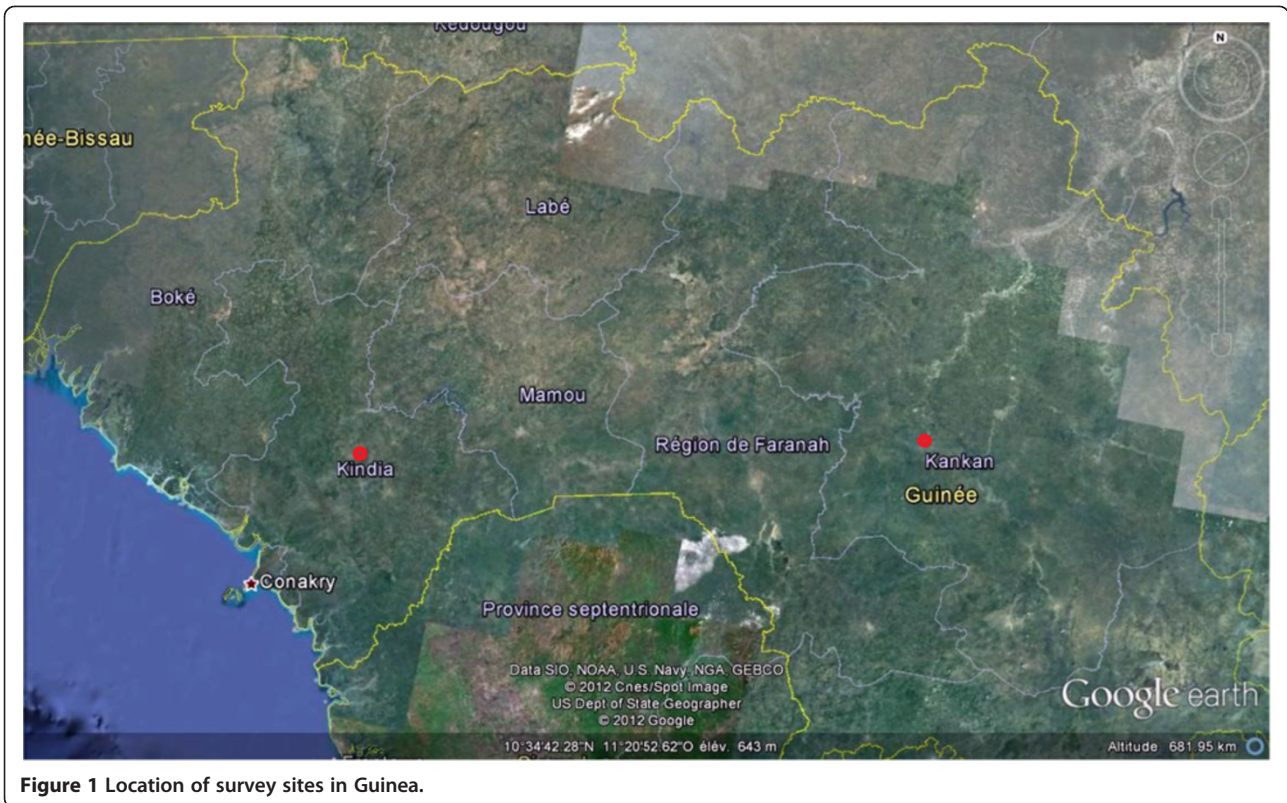 Kédougou
N
née-Bissau
Labé
Boké
Mamou
Région de Faranah
Kindia
Kankan
Guinée
Conakry
Province septentrionale
Data SIO, NOAA, U.S. Navy, NGA, GEBCO
© 2012 Cnes/Spot Image
US Dept of State Geographer
© 2012 Google
Google earth
10°34'42.28"N 11°20'52.62"O élév. 643 m
Altitude 681.95 km
Figure 1 Location of survey sites in Guinea.